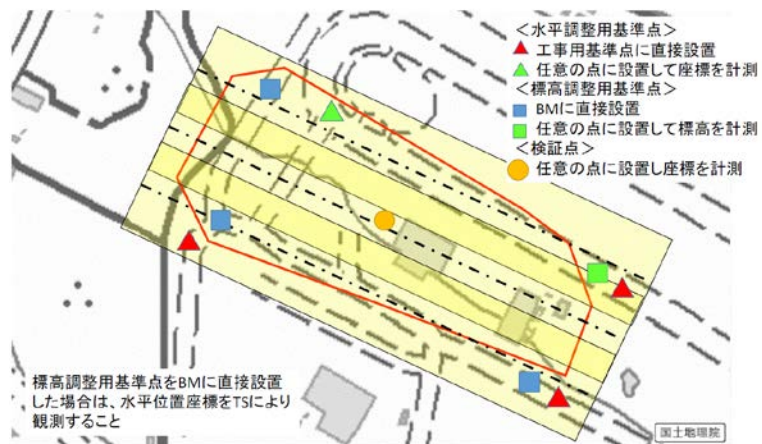 <水平調整用基準点>
工事用基準点に直接設置
任意の点に設置して座標を計測
<標高調整用基準点>
BMに直接設置
任意の点に設置して標高を計測
<検証点>
任意の点に設置し座標を計測
標高調整用基準点をBMに直接設置
した場合は、水平位置座標をTSにより
観測すること
国土地理院